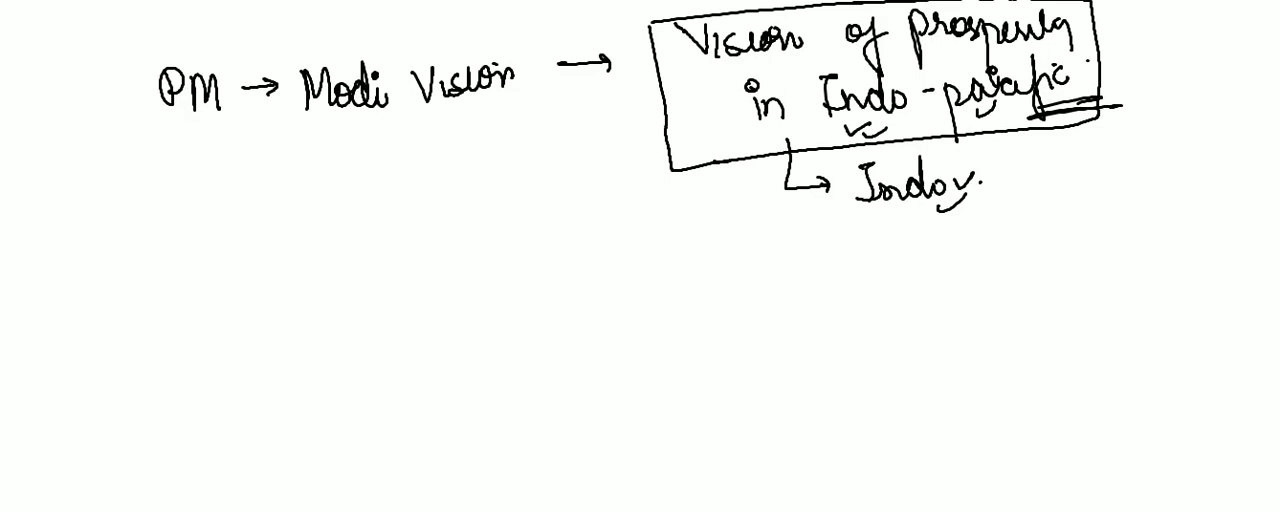 PM → Modi Vision → Vision of prosperity
in Indo-pacific
↳ Indo